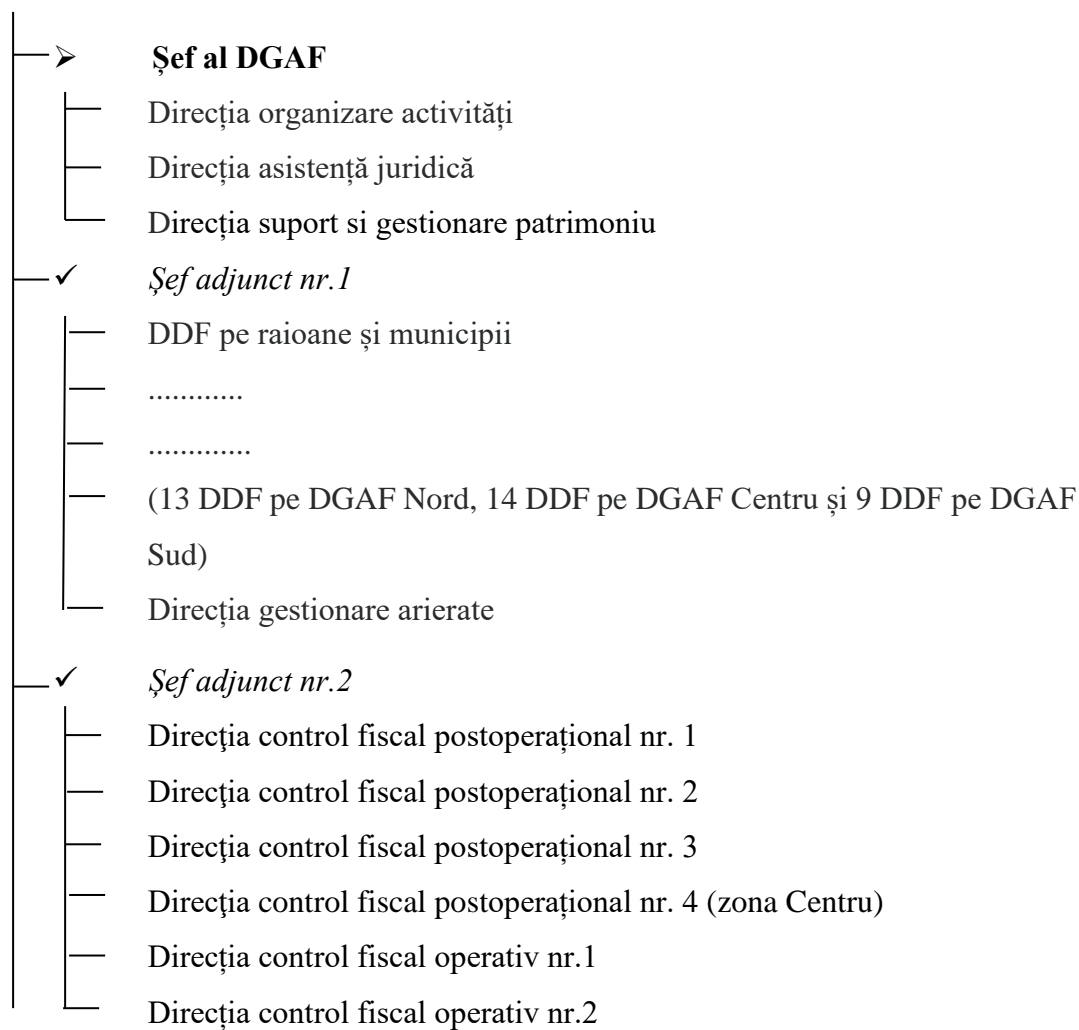 Șef al DGAF
Direcția organizare activități
Direcția asistență juridică
Direcția suport si gestionare patrimoniu
Șef adjunct nr.1
DDF pe raioane și municipii
............
.............
(13 DDF pe DGAF Nord, 14 DDF pe DGAF Centru și 9 DDF pe DGAF
Sud)
Direcția gestionare arierate
Șef adjunct nr.2
Direcţia control fiscal postoperațional nr. 1
Direcţia control fiscal postoperațional nr. 2
Direcţia control fiscal postoperațional nr. 3
Direcţia control fiscal postoperațional nr. 4 (zona Centru)
Direcția control fiscal operativ nr.1
Direcția control fiscal operativ nr.2